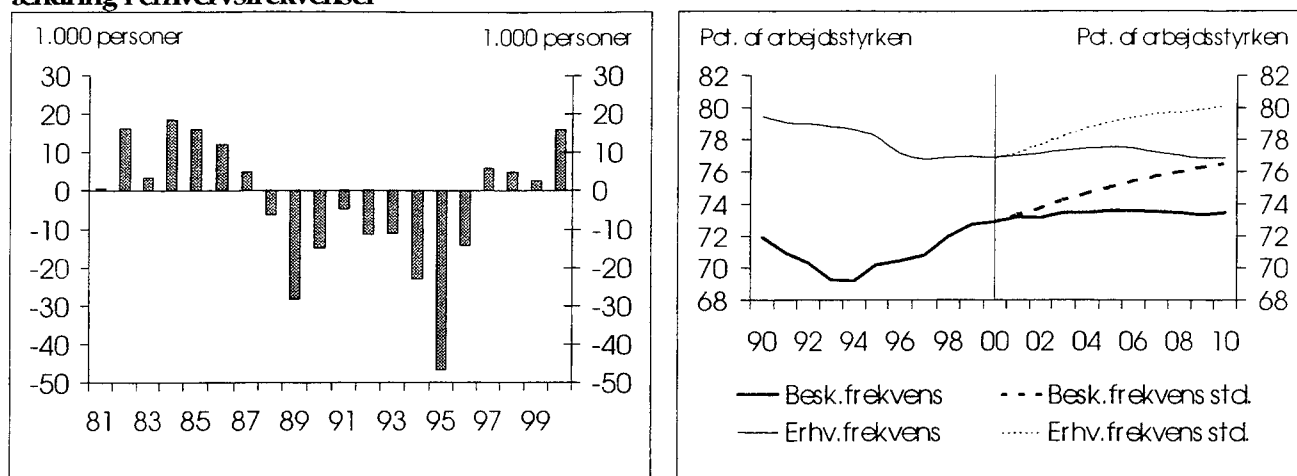 ændring i erhvervsfrekvenser
1.000 personer 1.000 personer
30 30
20 20
10 10
0 0
-10 -10
-20 -20
-30 -30
-40 -40
-50 -50
81 83 85 87 89 91 93 95 97 99
Pct. af arbejdsstyrken Pct. af arbejdsstyrken
82 82
80 80
78 78
76 76
74 74
72 72
70 70
68 68
90 92 94 96 98 00 02 04 06 08 10
Besk.frekvens Besk.frekvens std.
Erhv.frekvens Erhv.frekvens std.